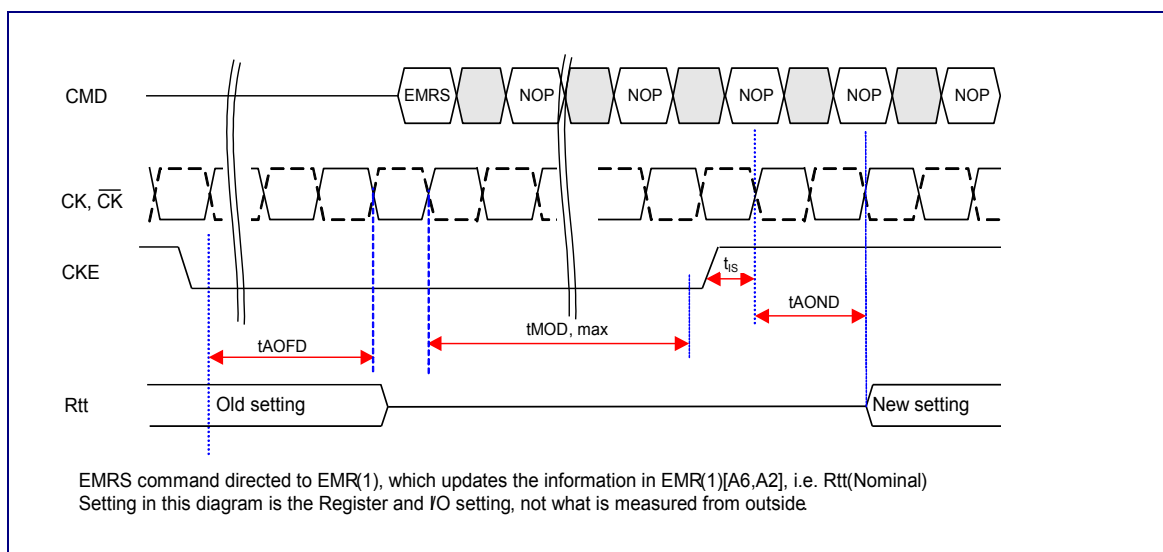 CMD
EMRS NOP NOP NOP NOP NOP
CK, C̅K̅
CKE
tIS
tAOND
tMOD, max
tAOFD
Rtt
Old setting
New setting
EMRS command directed to EMR(1), which updates the information in EMR(1)[A6,A2], i.e. Rtt(Nominal)
Setting in this diagram is the Register and I/O setting, not what is measured from outside.